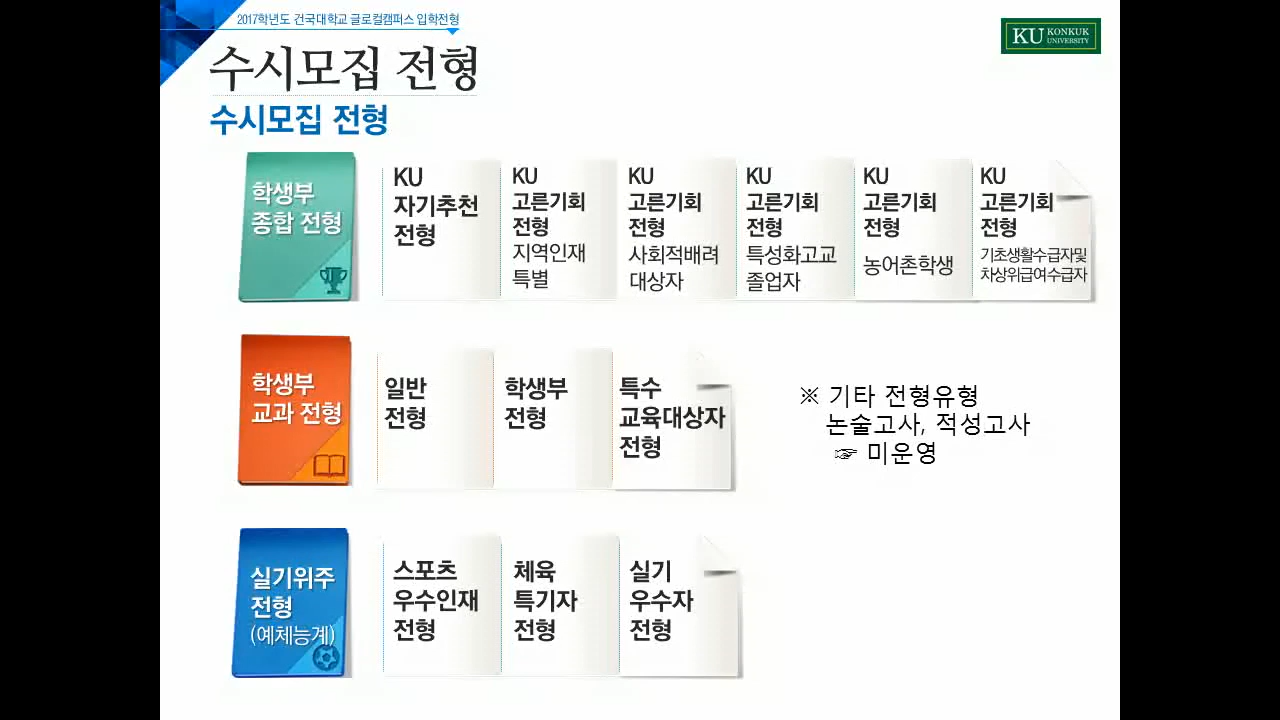 2017학년도 건국대학교 글로컬캠퍼스 입학전형
KU KONKUK UNIVERSITY
수시모집 전형
수시모집 전형
학생부
종합 전형
KU
자기추천
전형
KU
고른기회
전형
지역인재
특별
KU
고른기회
전형
사회적배려
대상자
KU
고른기회
전형
특성화고교
졸업자
KU
고른기회
전형
농어촌학생
KU
고른기회
전형
기초생활수급자및
차상위급여수급자
학생부
교과 전형
일반
전형
학생부
전형
특수
교육대상자
전형
※ 기타 전형유형
논술고사, 적성고사
☞ 미운영
실기위주
전형
(예체능계)
스포츠
우수인재
전형
체육
특기자
전형
실기
우수자
전형